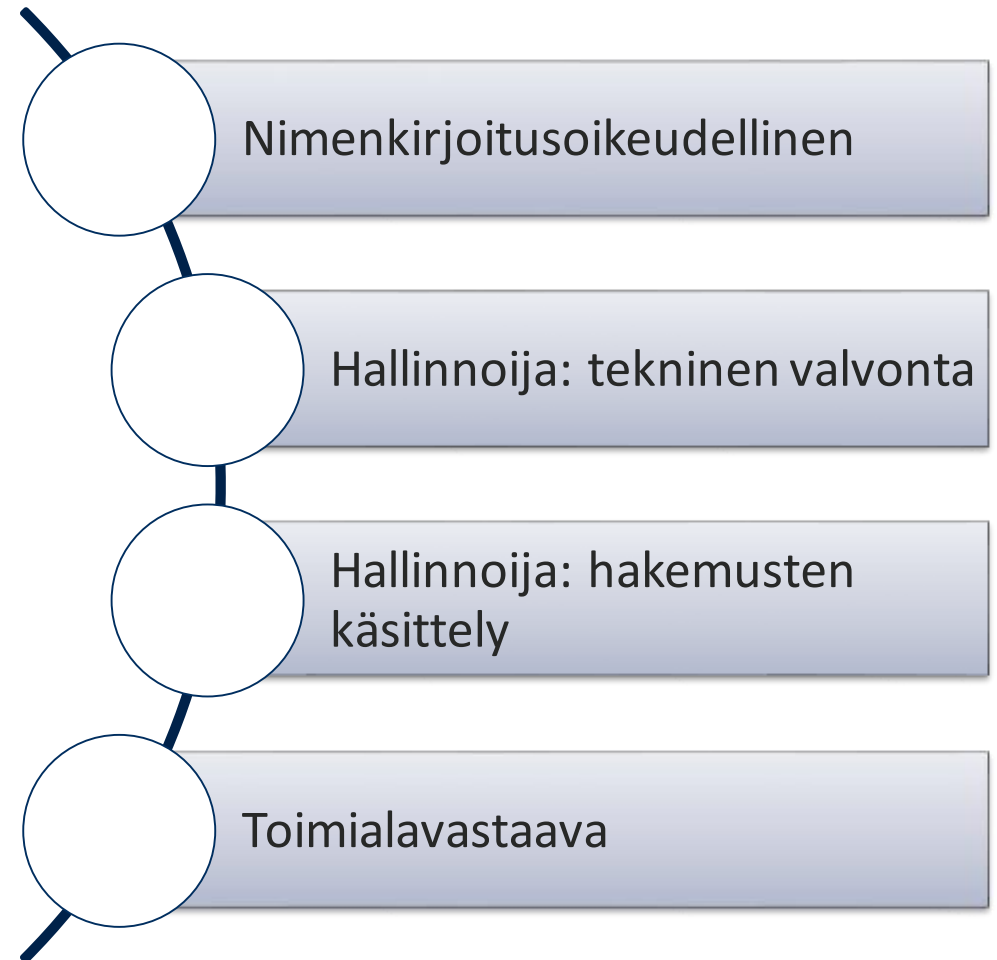 Nimenkirjoitusoikeudellinen
Hallinnoija: tekninen valvonta
Hallinnoija: hakemusten
käsittely
Toimialavastaava